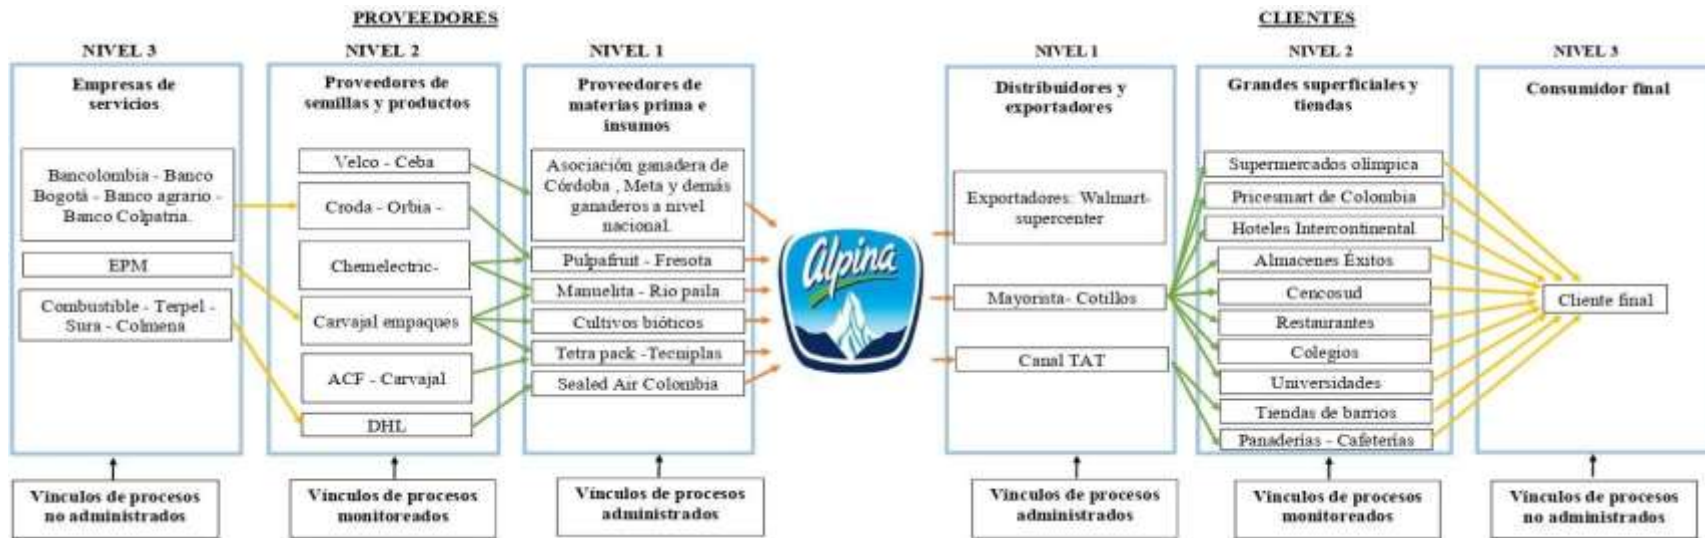 PROVEEDORES
NIVEL 3
Empresas de
servicios
Bancolombia - Banco
Bogotá - Banco agrario -
Banco Colpatria.
EPM
Combustible - Terpel -
Sura - Colmena
Vínculos de procesos
no administrados
NIVEL 2
Proveedores de
semillas y productos
Velco - Ceba
Croda - Orbia -
Chemelectric-
Carvajal empaques
ACF - Carvajal
DHL
Vínculos de procesos
monitoreados
NIVEL 1
Proveedores de
materias prima e
insumos
Asociación ganadera de
Córdoba , Meta y demás
ganaderos a nivel
nacional.
Pulpafruit - Fresota
Manuelita - Rio paila
Cultivos bióticos
Tetra pack -Tecniplas
Sealed Air Colombia
Vínculos de procesos
administrados
Alpina
CLIENTES
NIVEL 1
Distribuidores y
exportadores
Exportadores: Walmart-
supercenter
Mayorista- Cotillos
Canal TAT
Vínculos de procesos
administrados
NIVEL 2
Grandes superficiales y
tiendas
Supermercados olímpica
Pricesmart de Colombia
Hoteles Intercontinental
Almacenes Éxitos
Cencosud
Restaurantes
Colegios
Universidades
Tiendas de barrios
Panaderías - Cafeterías
Vínculos de procesos
monitoreados
NIVEL 3
Consumidor final
Cliente final
Vínculos de procesos
no administrados